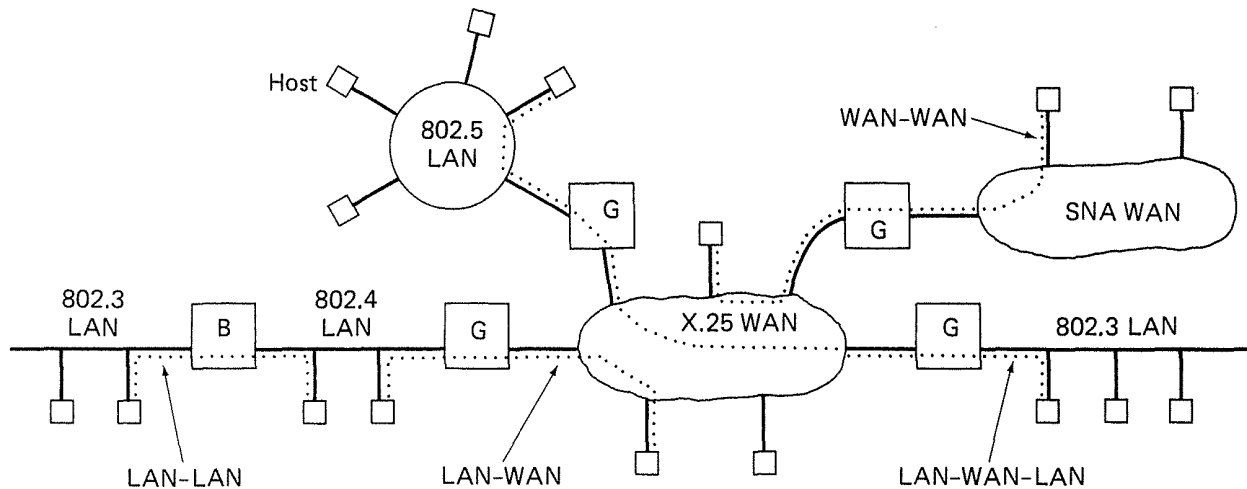 Host
802.5
LAN
WAN-WAN
G
G
SNA WAN
802.3
LAN
B
802.4
LAN
G
X.25 WAN
G
802.3 LAN
LAN-LAN
LAN-WAN
LAN-WAN-LAN